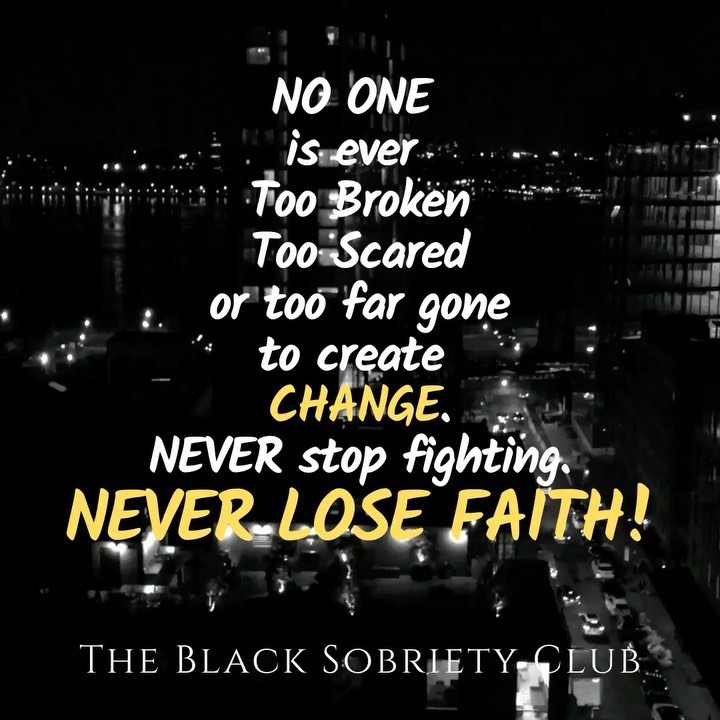 NO ONE
is ever
Too Broken
Too Scared
or too far gone
to create
CHANGE.
NEVER stop fighting.
NEVER LOSE FAITH!
THE BLACK SOBRIETY CLUB